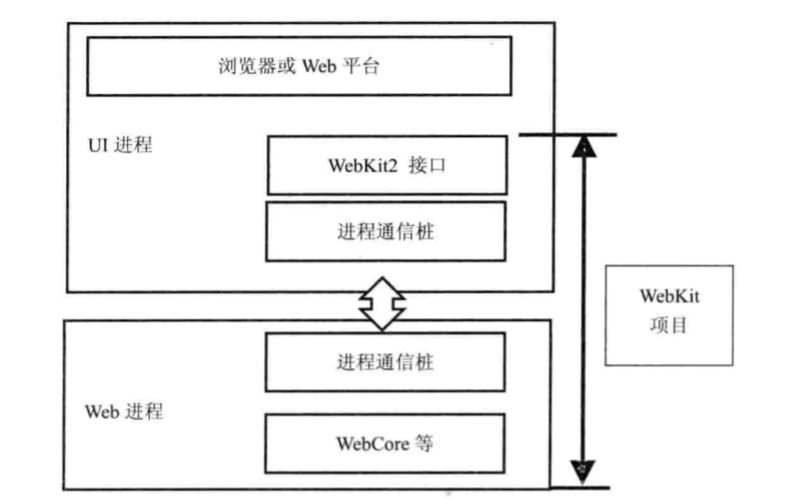 浏览器或 Web 平台
UI 进程
WebKit2 接口
进程通信桩
WebKit
项目
进程通信桩
Web 进程
WebCore 等